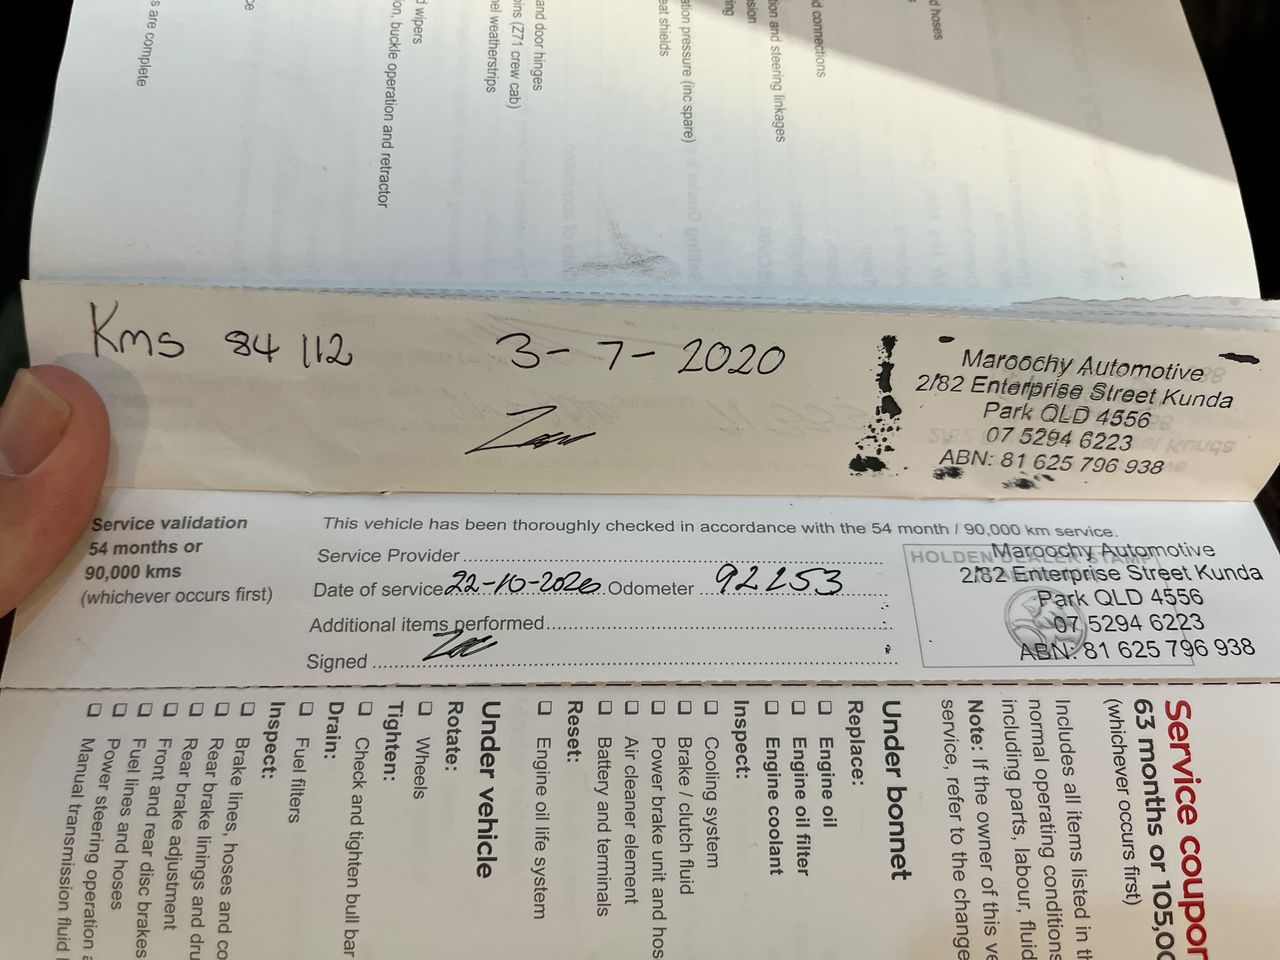 s are complete
ce
on, buckle operation and retractor
d wipers
el weatherstrips
ins (Z71 crew cab)
and door hinges
eat shields
ation pressure (inc spare)
ing
sion
ion and steering linkages
d connections
d hoses
Kms 84 112 3-7-2020
Maroochy Automotive
2/82 Enterprise Street Kunda
Park QLD 4556
07 5294 6223
ABN: 81 625 796 938
Service validation
54 months or
90,000 kms
(whichever occurs first)
This vehicle has been thoroughly checked in accordance with the 54 month / 90,000 km service.
Service Provider
Date of service 22-10-2020 Odometer 92253
Additional items performed
Signed
HOLDEN DEALER STAMP
Maroochy Automotive
2/82 Enterprise Street Kunda
Park QLD 4556
07 5294 6223
ABN: 81 625 796 938
Service coupon
63 months or 105,00
(whichever occurs first)
Includes all items listed in th
normal operating conditions
including parts, labour, fluid
Note: If the owner of this ve
service, refer to the change
Under bonnet
Replace:
Engine oil
Engine oil filter
Engine coolant
Inspect:
Cooling system
Brake / clutch fluid
Power brake unit and hos
Air cleaner element
Battery and terminals
Reset:
Engine oil life system
Under vehicle
Rotate:
Wheels
Tighten:
Check and tighten bull bar
Drain:
Fuel filters
Inspect:
Brake lines, hoses and co
Rear brake linings and dru
Rear brake adjustment
Front and rear disc brakes
Fuel lines and hoses
Power steering operation a
Manual transmission fluid l